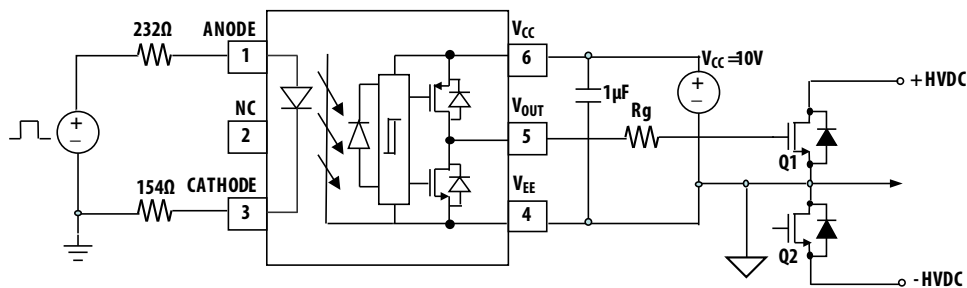 232Ω
ANODE
1
NC
2
154Ω
CATHODE
3
+
−
VCC
6
VOUT
5
VEE
4
1μF
Rg
VCC=10V
+
−
+HVDC
Q1
Q2
-HVDC